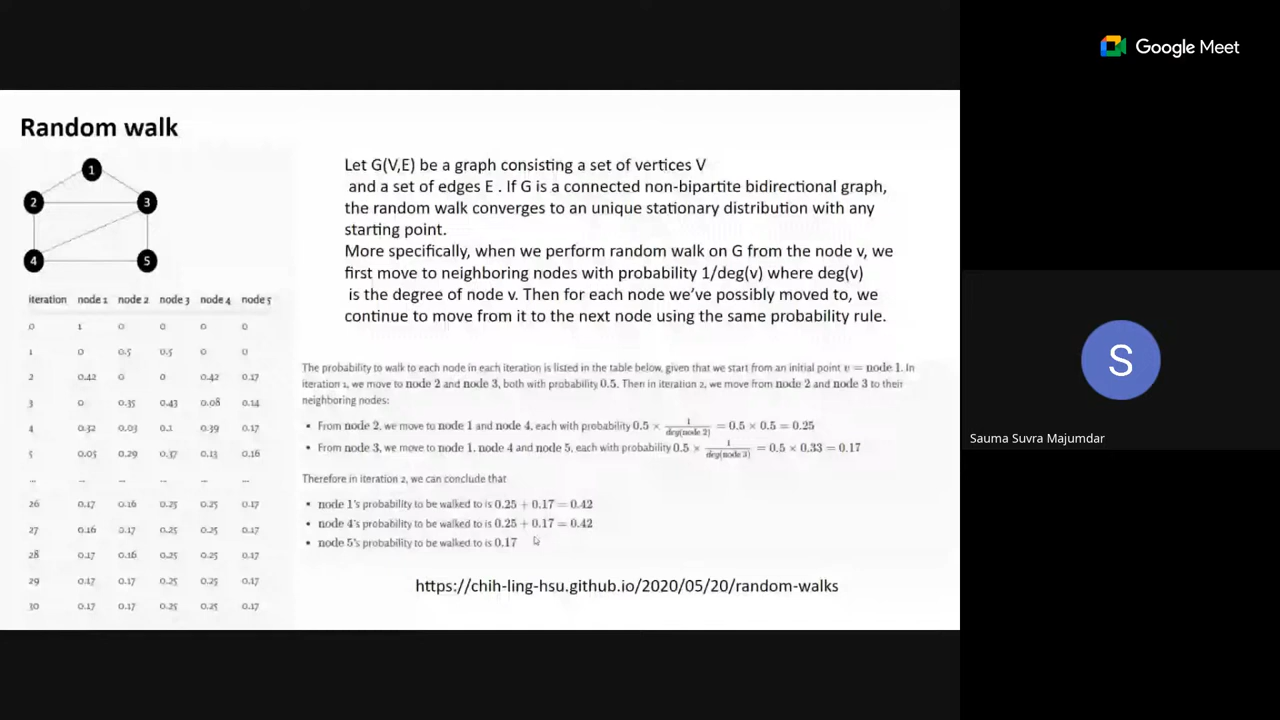 Google Meet
Random walk
1
2
3
4
5
Let G(V,E) be a graph consisting a set of vertices V
and a set of edges E . If G is a connected non-bipartite bidirectional graph,
the random walk converges to an unique stationary distribution with any
starting point.
More specifically, when we perform random walk on G from the node v, we
first move to neighboring nodes with probability 1/deg(v) where deg(v)
is the degree of node v. Then for each node we've possibly moved to, we
continue to move from it to the next node using the same probability rule.
iteration node 1 node 2 node 3 node 4 node 5
0 1 0 0 0 0
1 0 0.5 0.5 0 0
2 0.42 0 0 0.42 0.17
3 0 0.35 0.43 0.08 0.14
4 0.32 0.03 0.1 0.39 0.17
5 0.05 0.29 0.37 0.13 0.16
... ... ... ... ... ...
26 0.17 0.16 0.25 0.25 0.17
27 0.16 0.17 0.25 0.25 0.17
28 0.17 0.16 0.25 0.25 0.17
29 0.17 0.17 0.25 0.25 0.17
30 0.17 0.17 0.25 0.25 0.17
The probability to walk to each node in each iteration is listed in the table below, given that we start from an initial point v = node 1. In
iteration 1, we move to node 2 and node 3, both with probability 0.5. Then in iteration 2, we move from node 2 and node 3 to their
neighboring nodes:
• From node 2, we move to node 1 and node 4, each with probability 0.5 × 1/deg(node 2) = 0.5 × 0.5 = 0.25
• From node 3, we move to node 1, node 4 and node 5, each with probability 0.5 × 1/deg(node 3) = 0.5 × 0.33 = 0.17
Therefore in iteration 2, we can conclude that
• node 1's probability to be walked to is 0.25 + 0.17 = 0.42
• node 4's probability to be walked to is 0.25 + 0.17 = 0.42
• node 5's probability to be walked to is 0.17
https://chih-ling-hsu.github.io/2020/05/20/random-walks
S
Sauma Suvra Majumdar